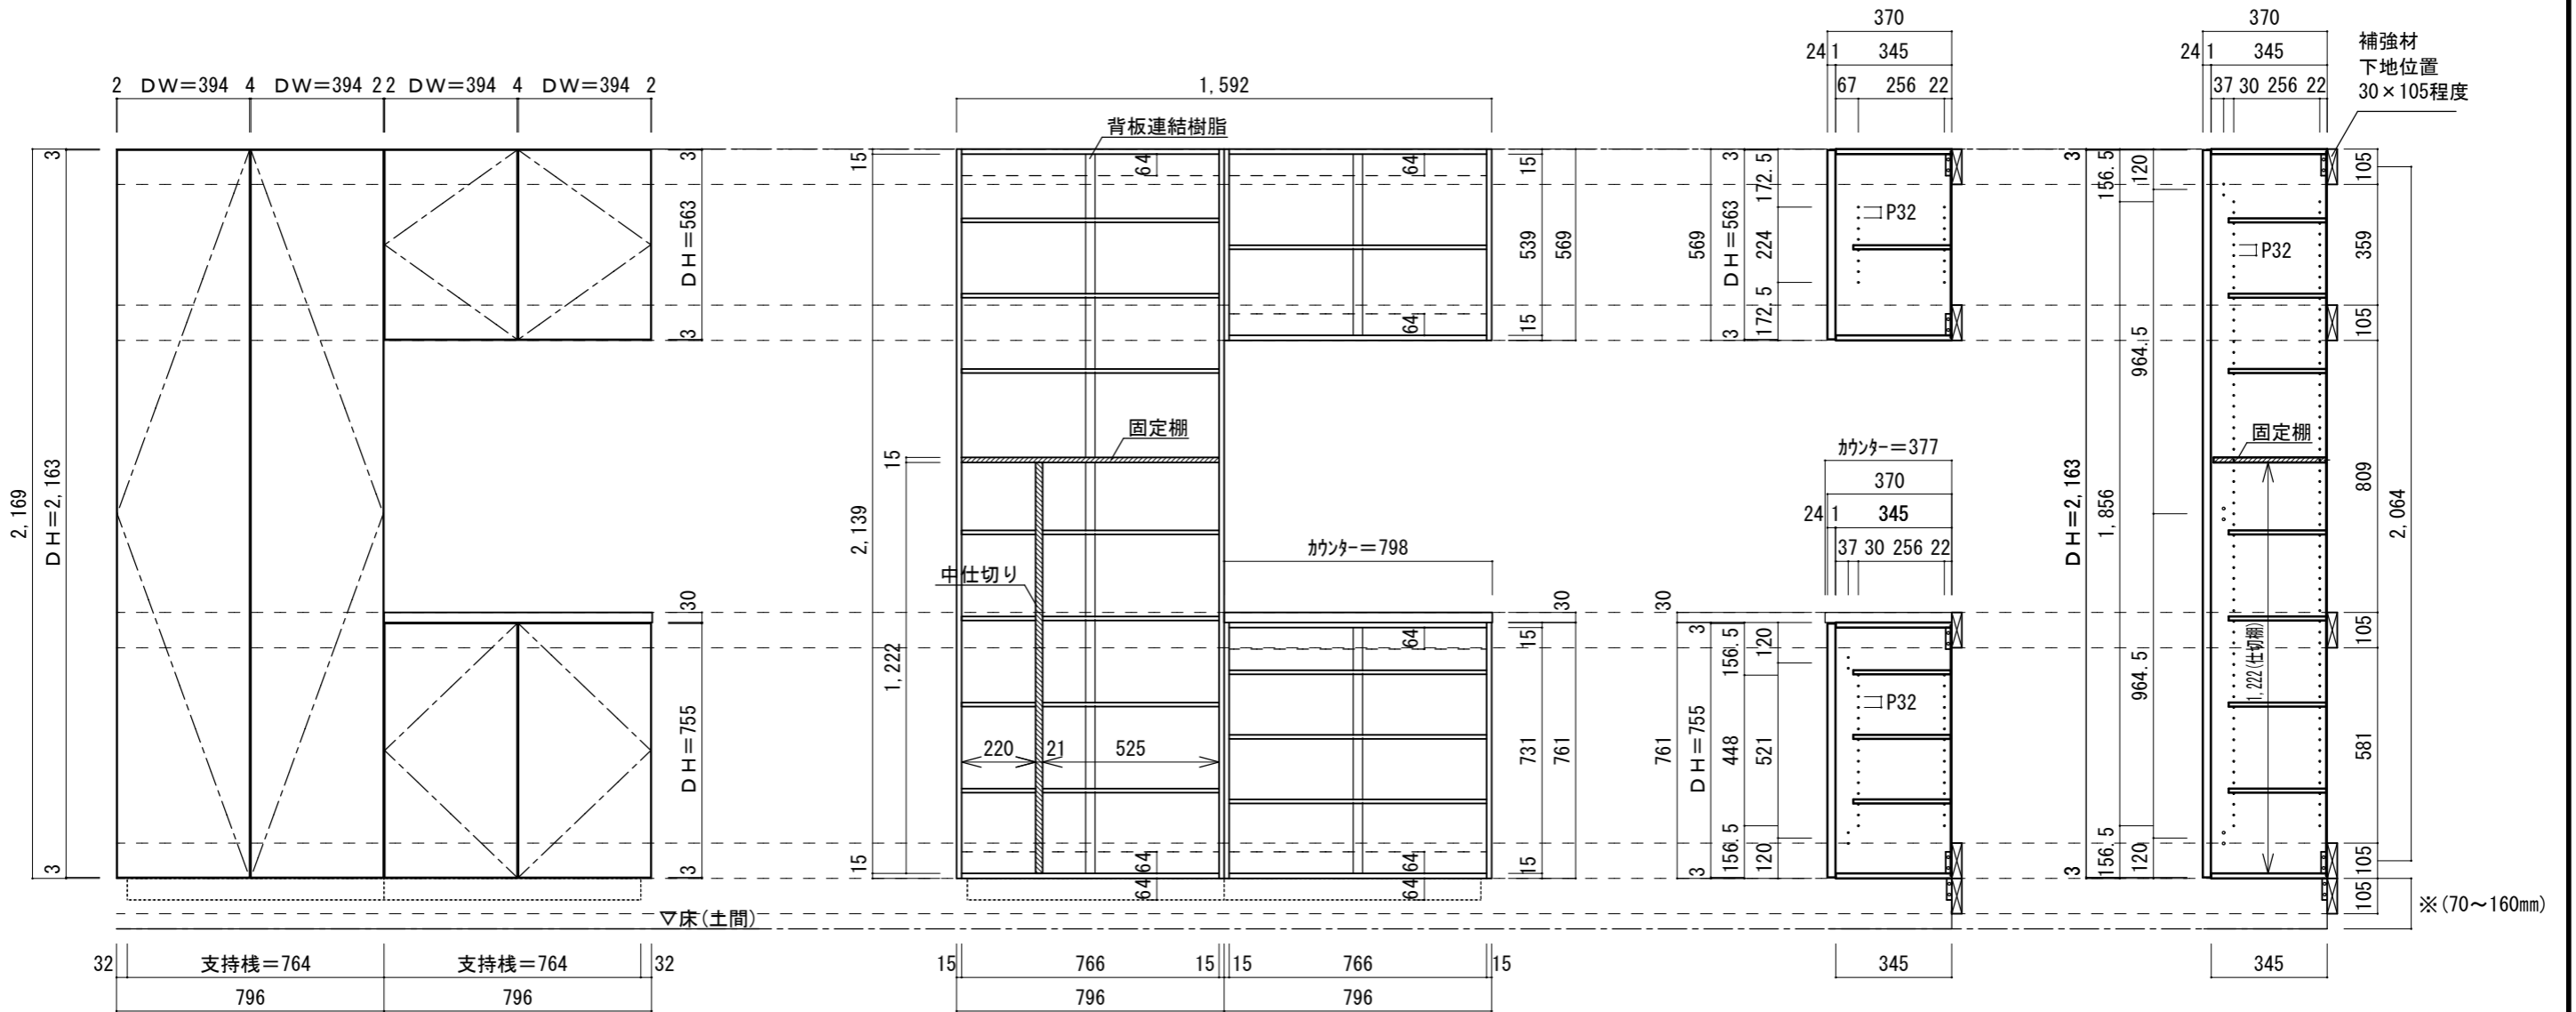 2 DW=394 4 DW=394 2 2 DW=394 4 DW=394 2
3
DH=2,163
2,169
3
3
DH=563
3
30
DH=755
3
▽床(土間)
32 支持桟=764 支持桟=764 32
796 796
1,592
背板連結樹脂
64
64
15
15
539
569
64
15
固定棚
15
2,139
中仕切り
1,222
カウンター=798
30
15
64
220 21 525
731
761
15
64
64
64
64
15
15 766 15 15 766 15
796 796
370
24 1 345
67 256 22
3
172.5
DH=563
569
224
P32
172.5
3
カウンター=377
370
24 1 345
37 30 256 22
30
3
156.5
120
P32
DH=755
761
448
521
156.5
120
3
345
370
24 1 345
37 30 256 22
補強材
下地位置
30×105程度
3
156.5
120
105
P32
359
964.5
105
固定棚
DH=2,163
1,856
809
2,064
105
1,222(仕切棚)
964.5
581
156.5
120
3
105
105
※(70～160mm)
345